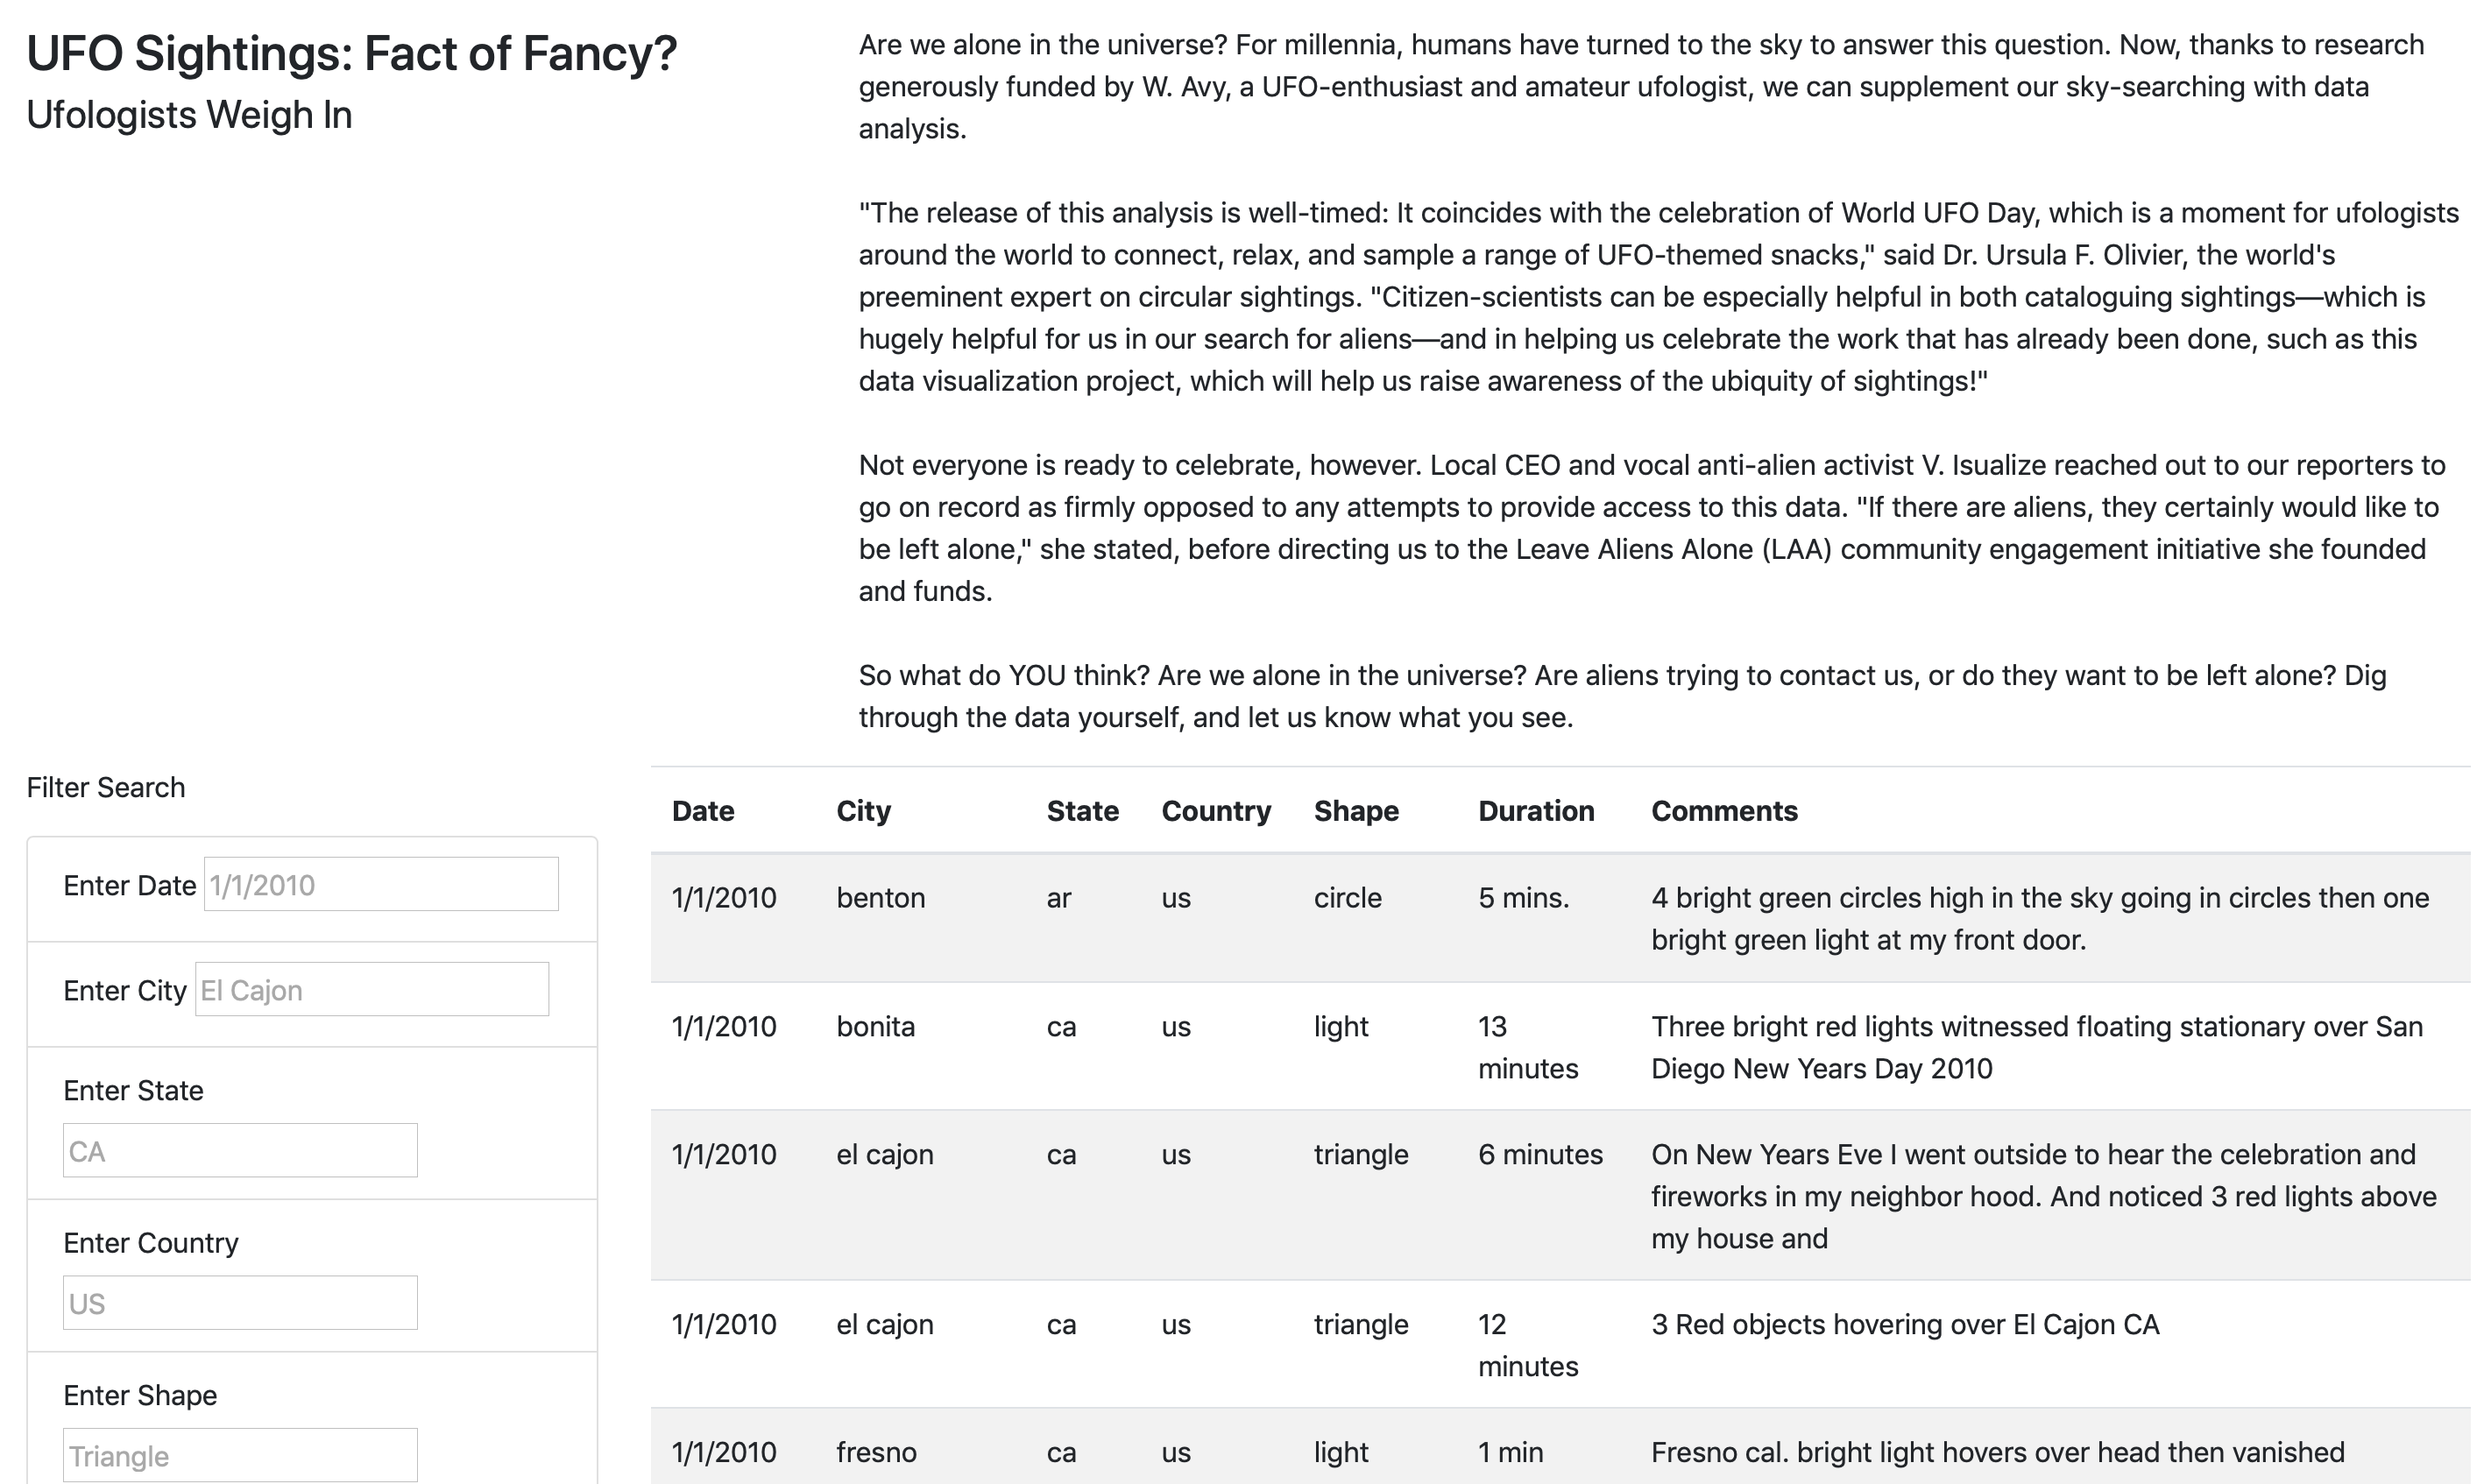 UFO Sightings: Fact of Fancy?
Ufologists Weigh In
Are we alone in the universe? For millennia, humans have turned to the sky to answer this question. Now, thanks to research
generously funded by W. Avy, a UFO-enthusiast and amateur ufologist, we can supplement our sky-searching with data
analysis.
"The release of this analysis is well-timed: It coincides with the celebration of World UFO Day, which is a moment for ufologists
around the world to connect, relax, and sample a range of UFO-themed snacks," said Dr. Ursula F. Olivier, the world's
preeminent expert on circular sightings. "Citizen-scientists can be especially helpful in both cataloguing sightings—which is
hugely helpful for us in our search for aliens—and in helping us celebrate the work that has already been done, such as this
data visualization project, which will help us raise awareness of the ubiquity of sightings!"
Not everyone is ready to celebrate, however. Local CEO and vocal anti-alien activist V. Isualize reached out to our reporters to
go on record as firmly opposed to any attempts to provide access to this data. "If there are aliens, they certainly would like to
be left alone," she stated, before directing us to the Leave Aliens Alone (LAA) community engagement initiative she founded
and funds.
So what do YOU think? Are we alone in the universe? Are aliens trying to contact us, or do they want to be left alone? Dig
through the data yourself, and let us know what you see.
Filter Search
Enter Date 1/1/2010
Enter City El Cajon
Enter State
CA
Enter Country
US
Enter Shape
Triangle
Date City State Country Shape Duration Comments
1/1/2010 benton ar us circle 5 mins. 4 bright green circles high in the sky going in circles then one
bright green light at my front door.
1/1/2010 bonita ca us light 13 Three bright red lights witnessed floating stationary over San
minutes Diego New Years Day 2010
1/1/2010 el cajon ca us triangle 6 minutes On New Years Eve I went outside to hear the celebration and
fireworks in my neighbor hood. And noticed 3 red lights above
my house and
1/1/2010 el cajon ca us triangle 12 3 Red objects hovering over El Cajon CA
minutes
1/1/2010 fresno ca us light 1 min Fresno cal. bright light hovers over head then vanished